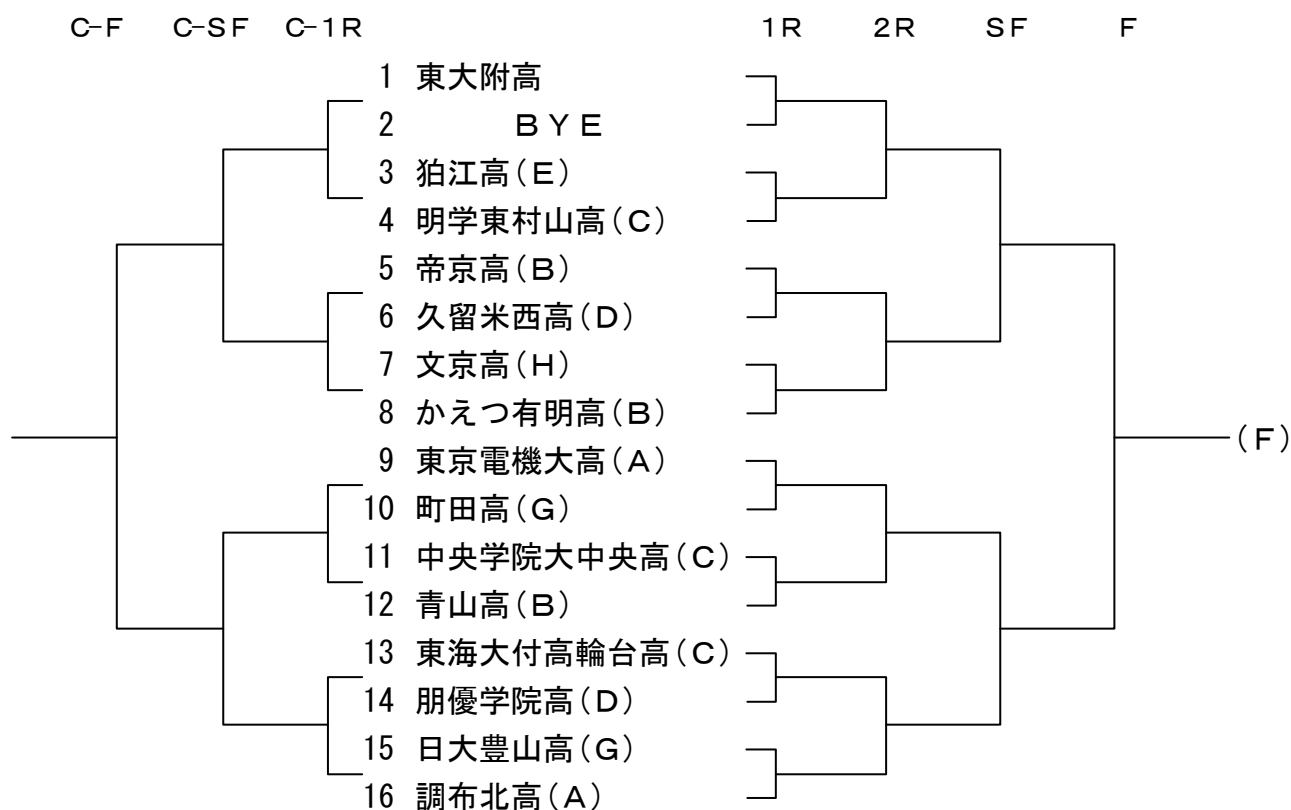 C-F C-SF C-1R 1R 2R SF F
1 東大附高
2 BYE
3 狛江高(E)
4 明学東村山高(C)
5 帝京高(B)
6 久留米西高(D)
7 文京高(H)
8 かえつ有明高(B)
(F)
9 東京電機大高(A)
10 町田高(G)
11 中央学院大中央高(C)
12 青山高(B)
13 東海大付高輪台高(C)
14 朋優学院高(D)
15 日大豊山高(G)
16 調布北高(A)